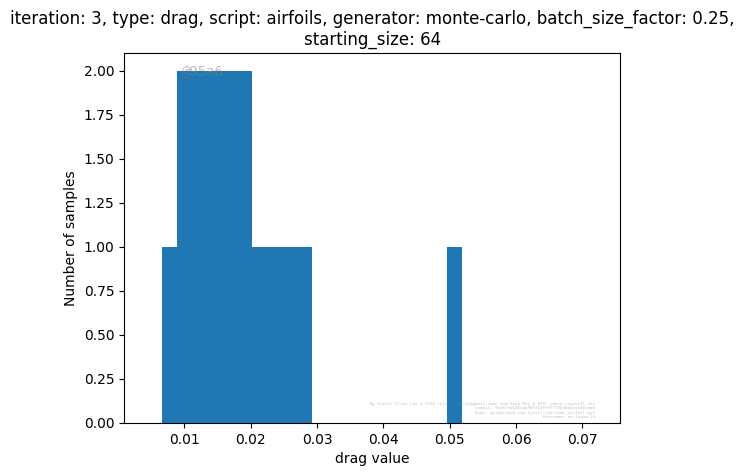 iteration: 3, type: drag, script: airfoils, generator: monte-carlo, batch_size_factor: 0.25,
starting_size: 64
@95a6
2.00
1.75
1.50
1.25
1.00
0.75
0.50
0.25
0.00
Number of samples
0.01 0.02 0.03 0.04 0.05 0.06 0.07
drag value